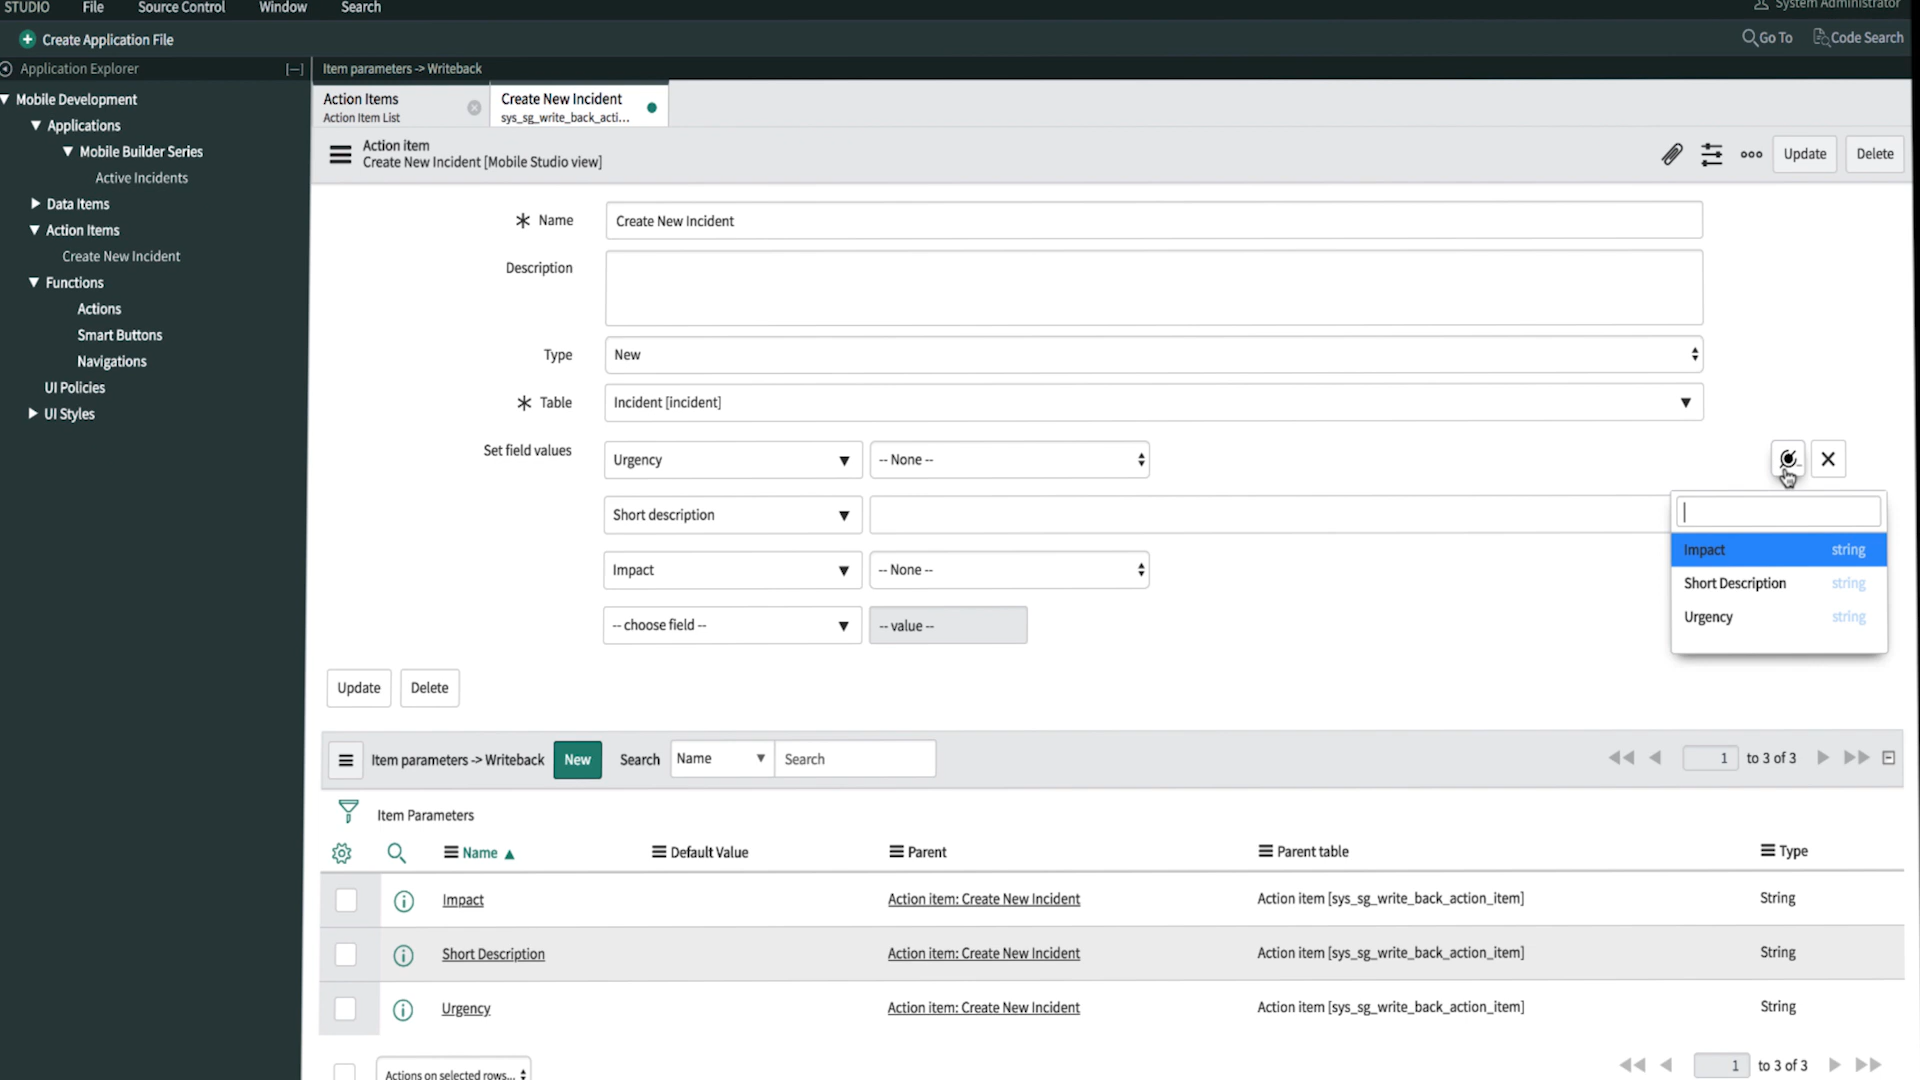 STUDIO File Source Control Window Search System Administrator
Create Application File Go To Code Search
Application Explorer [—] Item parameters -> Writeback
Mobile Development
Applications
Mobile Builder Series
Active Incidents
Data Items
Action Items
Create New Incident
Functions
Actions
Smart Buttons
Navigations
UI Policies
UI Styles
Action Items
Action Item List
Create New Incident
sys_sg_write_back_acti...
Action item
Create New Incident [Mobile Studio view]
Update Delete
Name Create New Incident
Description
Type New
Table Incident [incident]
Set field values Urgency -- None --
Short description
Impact -- None --
-- choose field -- -- value --
Impact string
Short Description string
Urgency string
Update Delete
Item parameters -> Writeback New Search Name Search 1 to 3 of 3
Item Parameters
Name Default Value Parent Parent table Type
Impact Action item: Create New Incident Action item [sys_sg_write_back_action_item] String
Short Description Action item: Create New Incident Action item [sys_sg_write_back_action_item] String
Urgency Action item: Create New Incident Action item [sys_sg_write_back_action_item] String
Actions on selected rows... 1 to 3 of 3